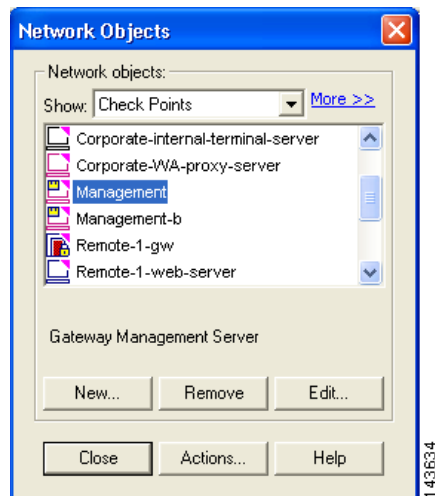 Network Objects
Network objects:
Show: Check Points More >>
Corporate-internal-terminal-server
Corporate-WA-proxy-server
Management
Management-b
Remote-1-gw
Remote-1-web-server
Gateway Management Server
New... Remove Edit...
Close Actions... Help
143634